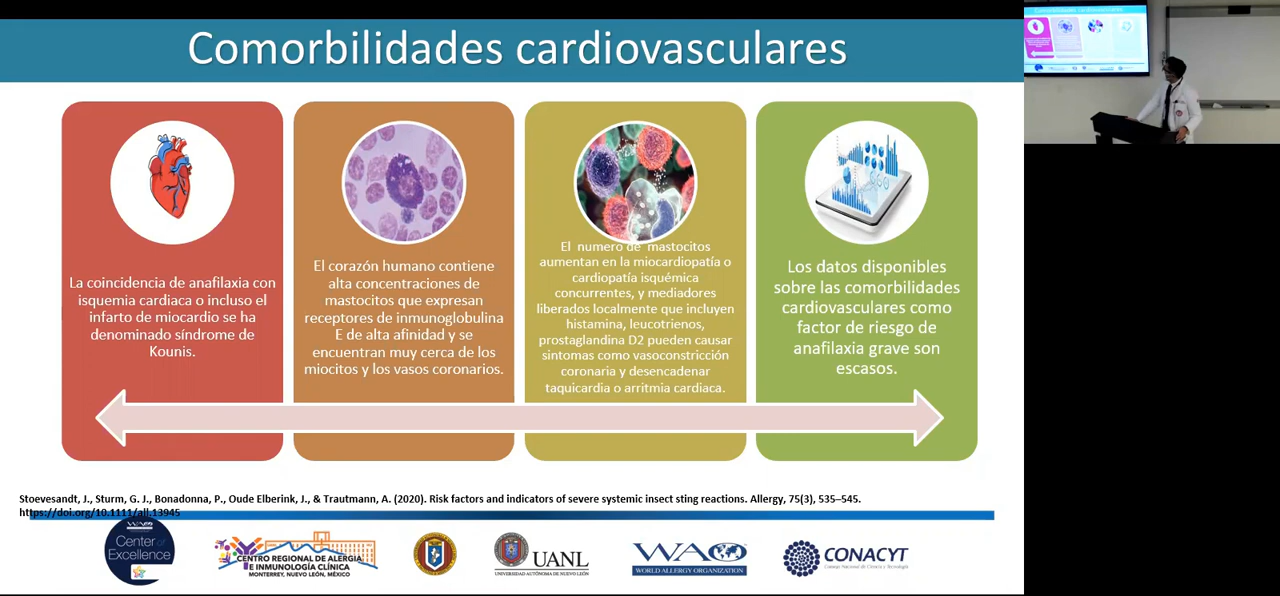 Comorbilidades cardiovasculares
La coincidencia de anafilaxia con
isquemia cardiaca o incluso el
infarto de miocardio se ha
denominado síndrome de
Kounis.
El corazón humano contiene
alta concentraciones de
mastocitos que expresan
receptores de inmunoglobulina
E de alta afinidad y se
encuentran muy cerca de los
miocitos y los vasos coronarios.
El numero de mastocitos
aumentan en la miocardiopatía o
cardiopatía isquémica
concurrentes, y mediadores
liberados localmente que incluyen
histamina, leucotrienos,
prostaglandina D2 pueden causar
sintomas como vasoconstricción
coronaria y desencadenar
taquicardia o arritmia cardiaca.
Los datos disponibles
sobre las comorbilidades
cardiovasculares como
factor de riesgo de
anafilaxia grave son
escasos.
Stoevesandt, J., Sturm, G. J., Bonadonna, P., Oude Elberink, J., & Trautmann, A. (2020). Risk factors and indicators of severe systemic insect sting reactions. Allergy, 75(3), 535–545.
https://doi.org/10.1111/all.13945
WAO
Center of
Excellence
CENTRO REGIONAL DE ALERGIA
E INMUNOLOGÍA CLÍNICA
MONTERREY, NUEVO LEÓN, MÉXICO
UANL
UNIVERSIDAD AUTÓNOMA DE NUEVO LEÓN
WAO
WORLD ALLERGY ORGANIZATION
CONACYT
Consejo Nacional de Ciencia y Tecnología
Comorbilidades cardiovasculares